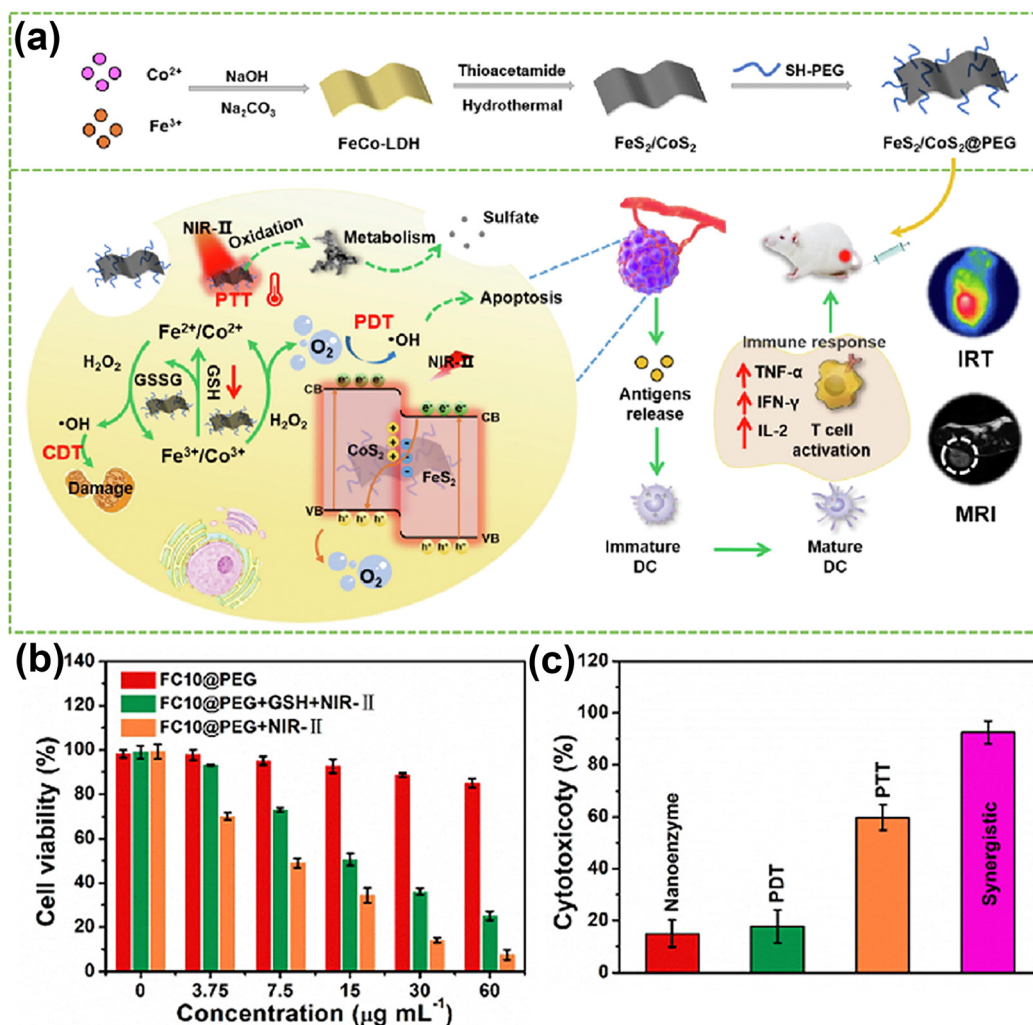 (a)
Co2+
Fe3+
NaOH
Na2CO3
FeCo-LDH
Thioacetamide
Hydrothermal
FeS2/CoS2
SH-PEG
FeS2/CoS2@PEG
NIR-Ⅱ
Oxidation
Metabolism
Sulfate
PTT
Apoptosis
Fe2+/Co2+
H2O2
GSSG
GSH
•OH
CDT
Damage
Fe3+/Co3+
H2O2
O2
PDT
•OH
NIR-Ⅱ
e- e- e-
CB
e- e- e-
CB
CoS2
+
+
+
-
-
-
FeS2
VB
h+ h+ h+
h+ h+ h+
VB
O2
Antigens
release
Immature
DC
Immune response
TNF-α
IFN-γ
IL-2
T cell
activation
Mature
DC
IRT
MRI
(b)
140
120
100
80
60
40
20
0
Cell viability (%)
FC10@PEG
FC10@PEG+GSH+NIR-Ⅱ
FC10@PEG+NIR-Ⅱ
0 3.75 7.5 15 30 60
Concentration (μg mL-1)
(c)
120
100
80
60
40
20
0
Cytotoxicoty (%)
Nanoenzyme
PDT
PTT
Synergistic